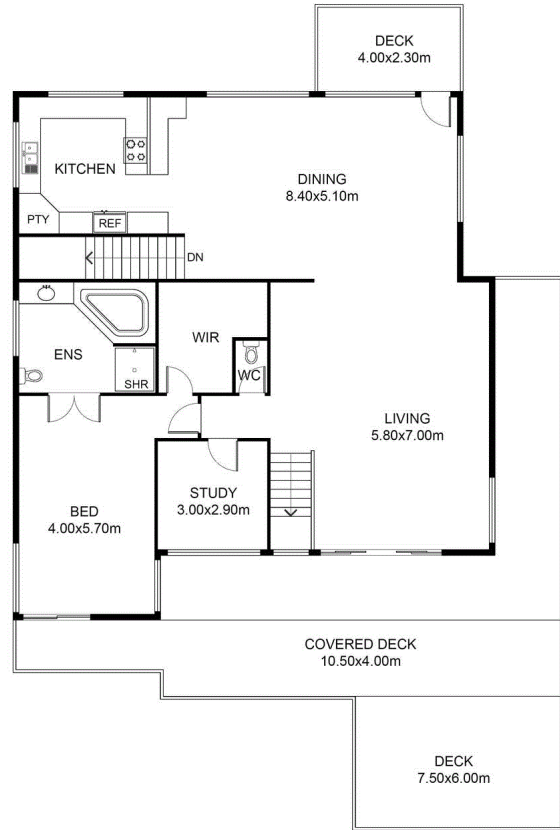 DECK
4.00x2.30m
KITCHEN
DINING
8.40x5.10m
PTY
REF
DN
ENS
WIR
SHR
WC
LIVING
5.80x7.00m
BED
4.00x5.70m
STUDY
3.00x2.90m
COVERED DECK
10.50x4.00m
DECK
7.50x6.00m